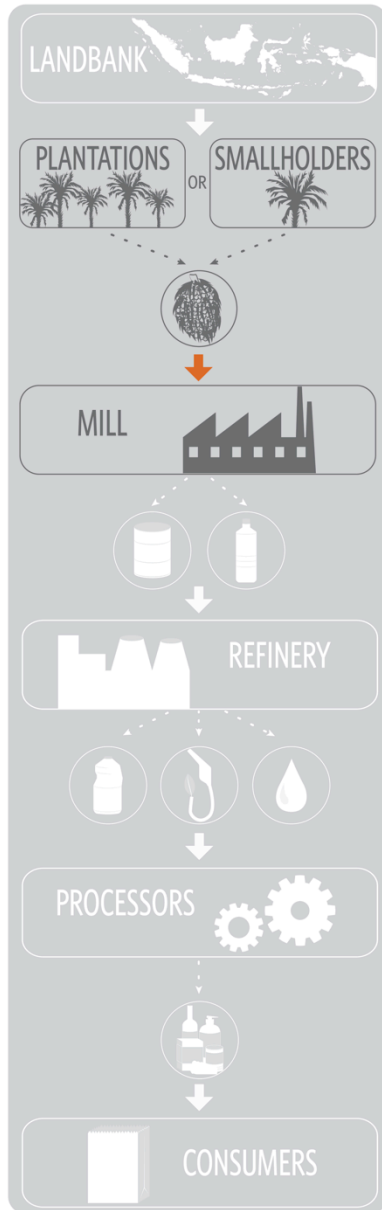 LANDBANK
PLANTATIONS OR SMALLHOLDERS
MILL
REFINERY
PROCESSORS
CONSUMERS